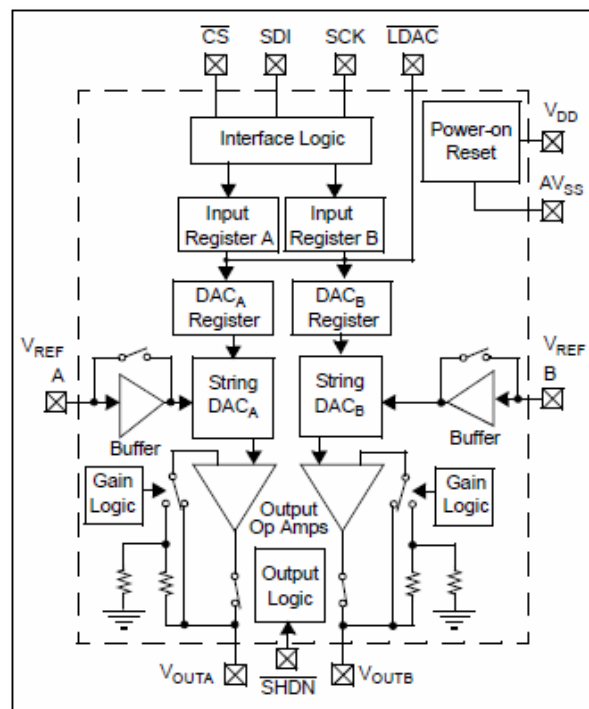 CS SDI SCK LDAC
Interface Logic
Power-on
Reset
VDD
AVSS
Input
Register A
Input
Register B
DACA
Register
DACB
Register
VREF
A
String
DACA
String
DACB
VREF
B
Buffer
Buffer
Gain
Logic
Output
Op Amps
Gain
Logic
Output
Logic
VOUTA
SHDN
VOUTB